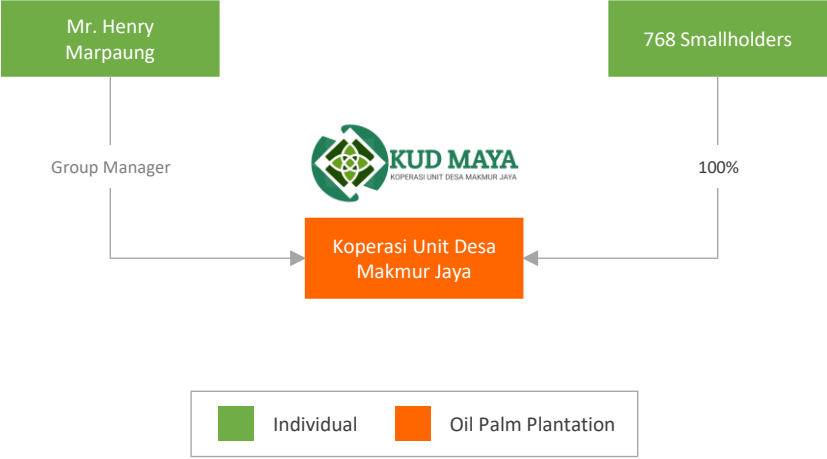 Mr. Henry
Marpaung
768 Smallholders
KUD MAYA
KOPERASI UNIT DESA MAKMUR JAYA
Group Manager
100%
Koperasi Unit Desa
Makmur Jaya
Individual
Oil Palm Plantation